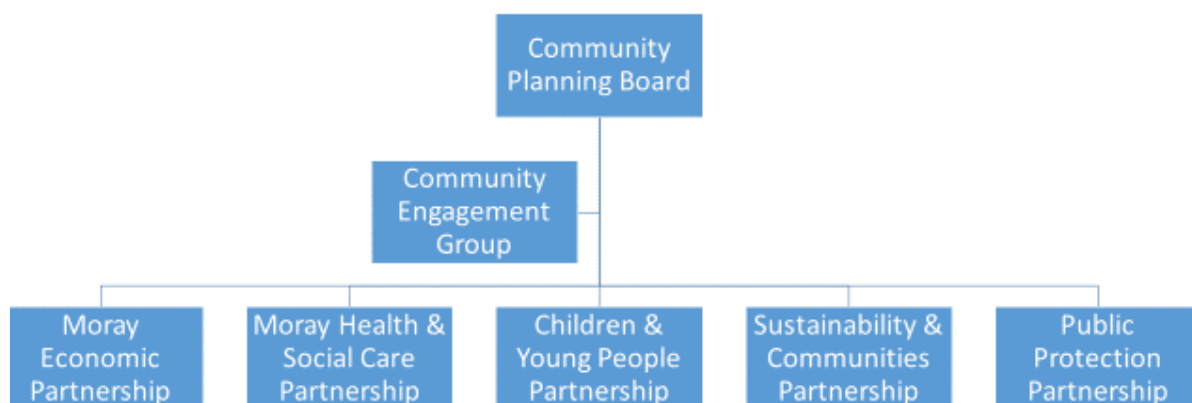 Community
Planning Board
Community
Engagement
Group
Moray
Economic
Partnership
Moray Health &
Social Care
Partnership
Children &
Young People
Partnership
Sustainability &
Communities
Partnership
Public
Protection
Partnership